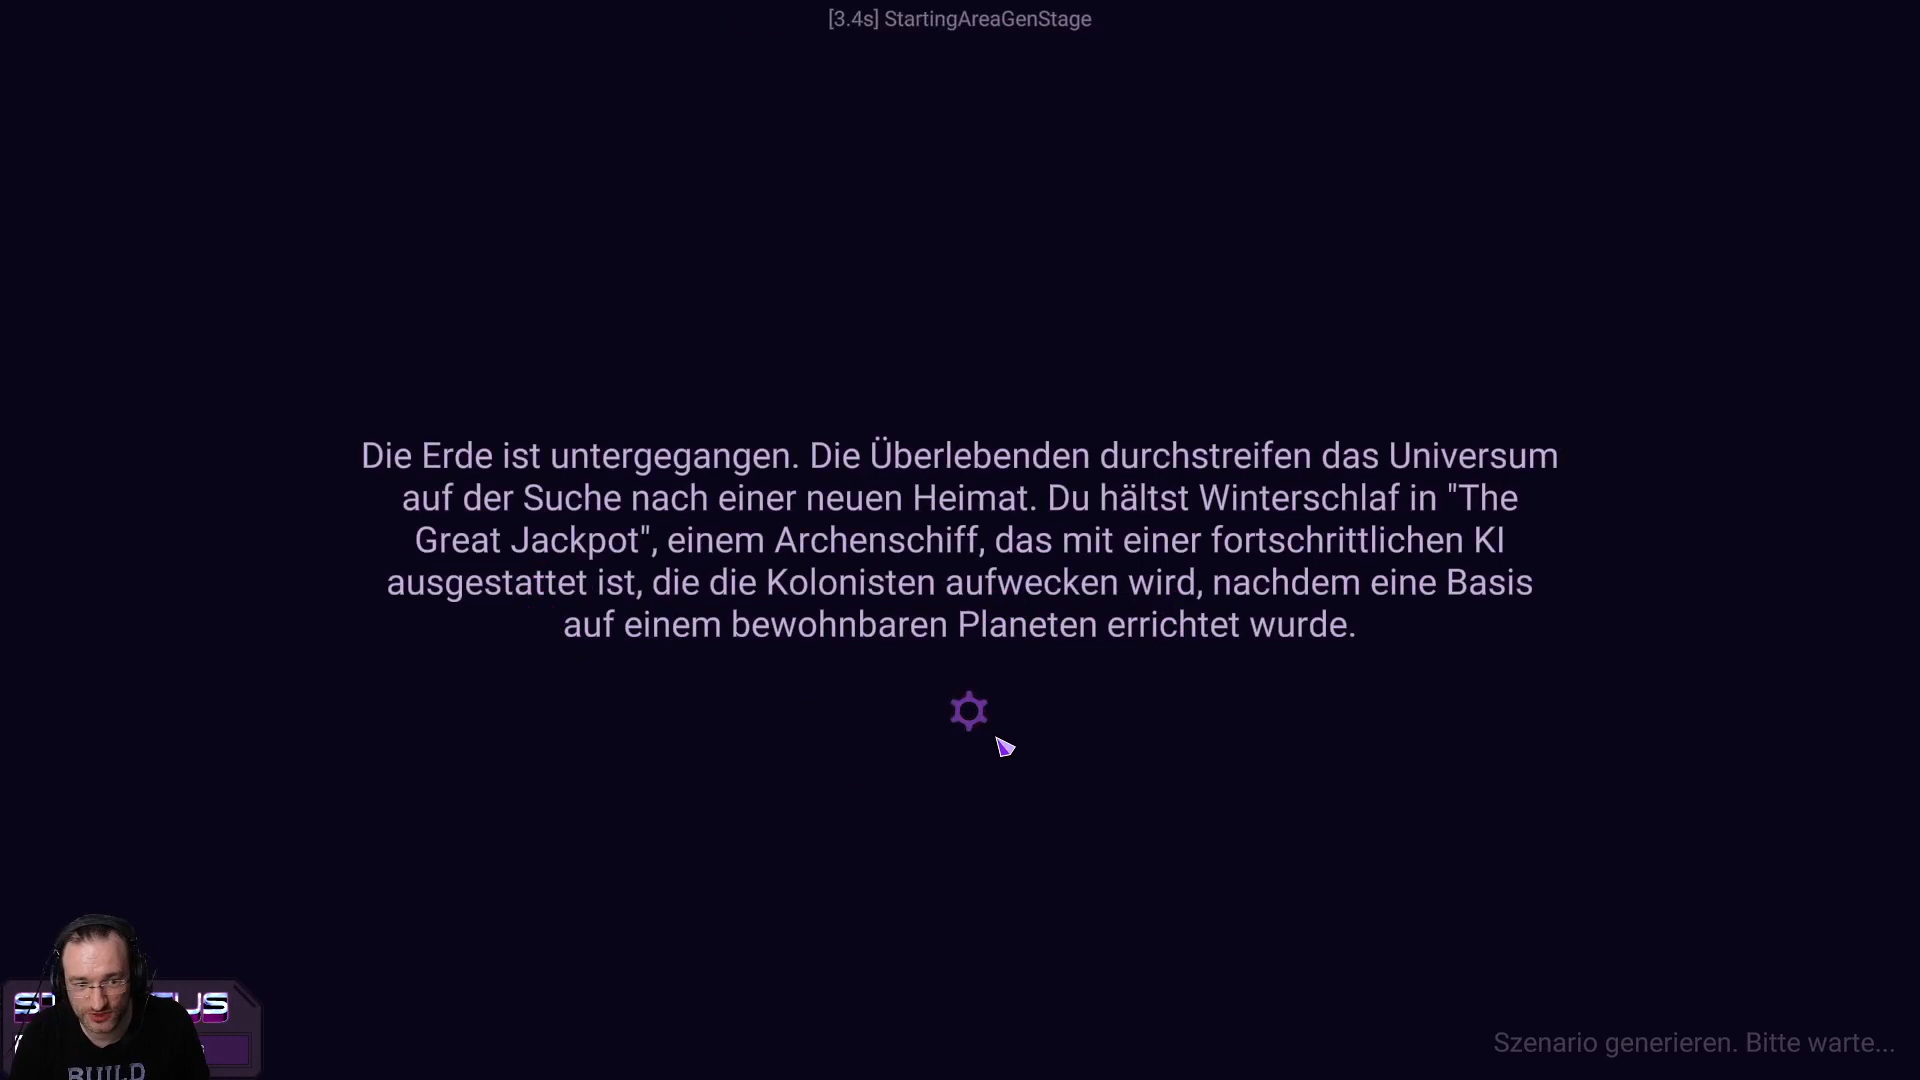 [3.4s] StartingAreaGenStage
Die Erde ist untergegangen. Die Überlebenden durchstreifen das Universum
auf der Suche nach einer neuen Heimat. Du hältst Winterschlaf in "The
Great Jackpot", einem Archenschiff, das mit einer fortschrittlichen KI
ausgestattet ist, die die Kolonisten aufwecken wird, nachdem eine Basis
auf einem bewohnbaren Planeten errichtet wurde.
BUILD
Szenario generieren. Bitte warte...